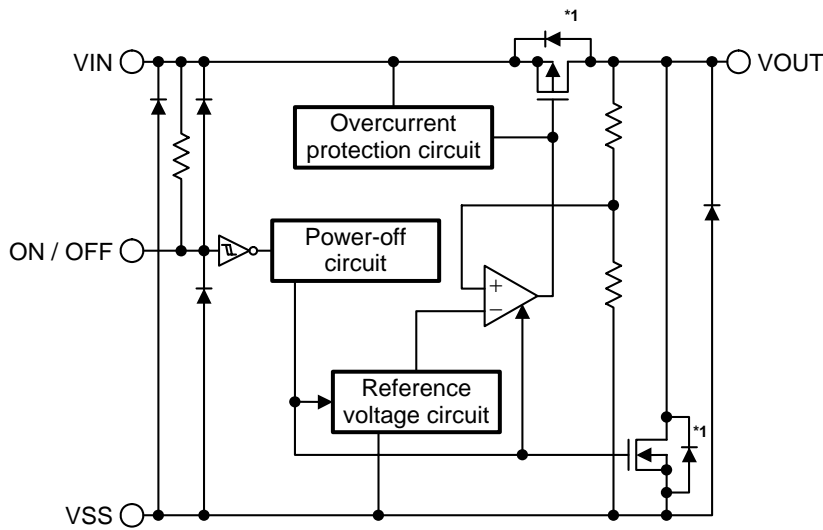 *1
VIN
VOUT
Overcurrent
protection circuit
ON / OFF
Power-off
circuit
+
−
Reference
voltage circuit
*1
VSS